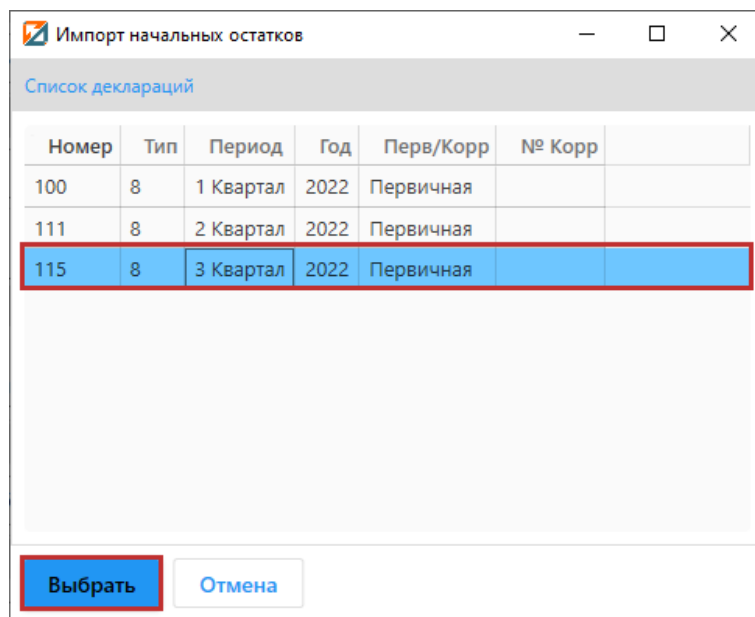 Импорт начальных остатков
Список деклараций
Номер Тип Период Год Перв/Корр № Корр
100 8 1 Квартал 2022 Первичная
111 8 2 Квартал 2022 Первичная
115 8 3 Квартал 2022 Первичная
Выбрать Отмена